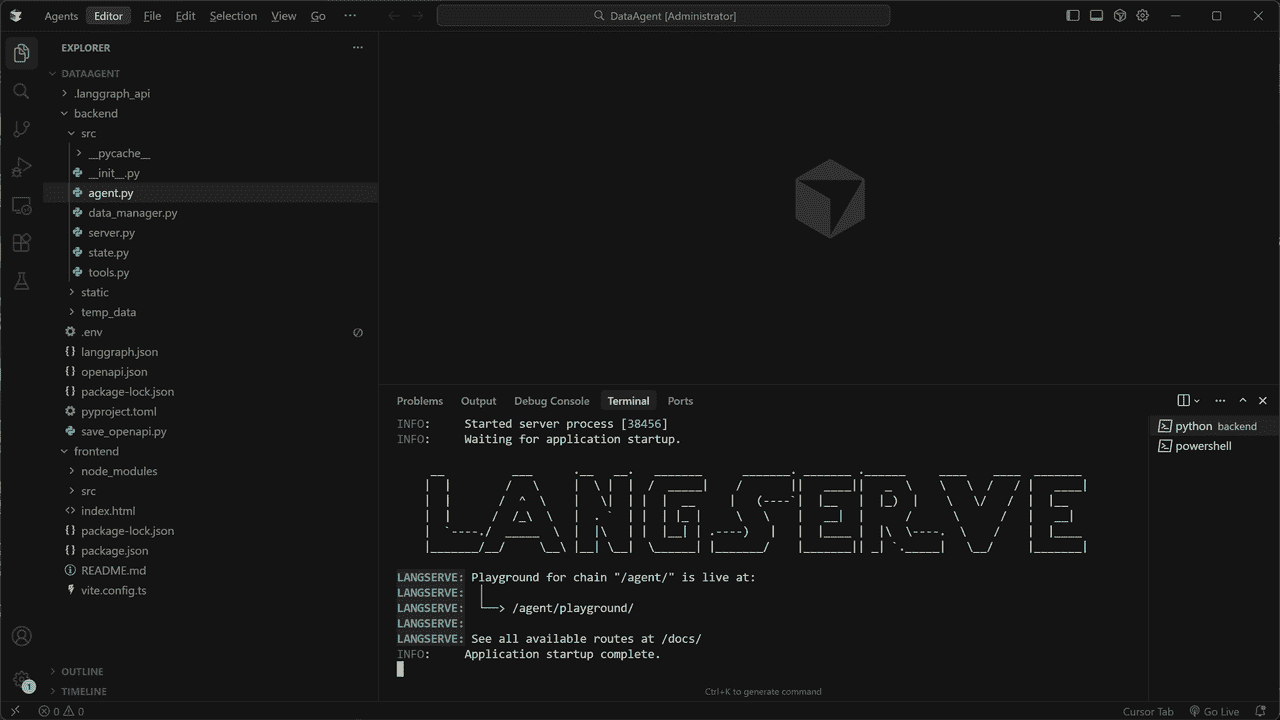 Agents Editor File Edit Selection View Go ··· DataAgent [Administrator]
EXPLORER ···
DATAAGENT
.langgraph_api
backend
src
__pycache__
__init__.py
agent.py
data_manager.py
server.py
state.py
tools.py
static
temp_data
.env
langgraph.json
openapi.json
package-lock.json
pyproject.toml
save_openapi.py
frontend
node_modules
src
index.html
package-lock.json
package.json
README.md
vite.config.ts
OUTLINE
TIMELINE
Problems Output Debug Console Terminal Ports
INFO: Started server process [38456]
INFO: Waiting for application startup.
LANGSERVE
LANGSERVE: Playground for chain "/agent/" is live at:
LANGSERVE: │
LANGSERVE: └──> /agent/playground/
LANGSERVE:
LANGSERVE: See all available routes at /docs/
INFO: Application startup complete.
Ctrl+K to generate command
python backend
powershell
1
0 0
Cursor Tab Go Live